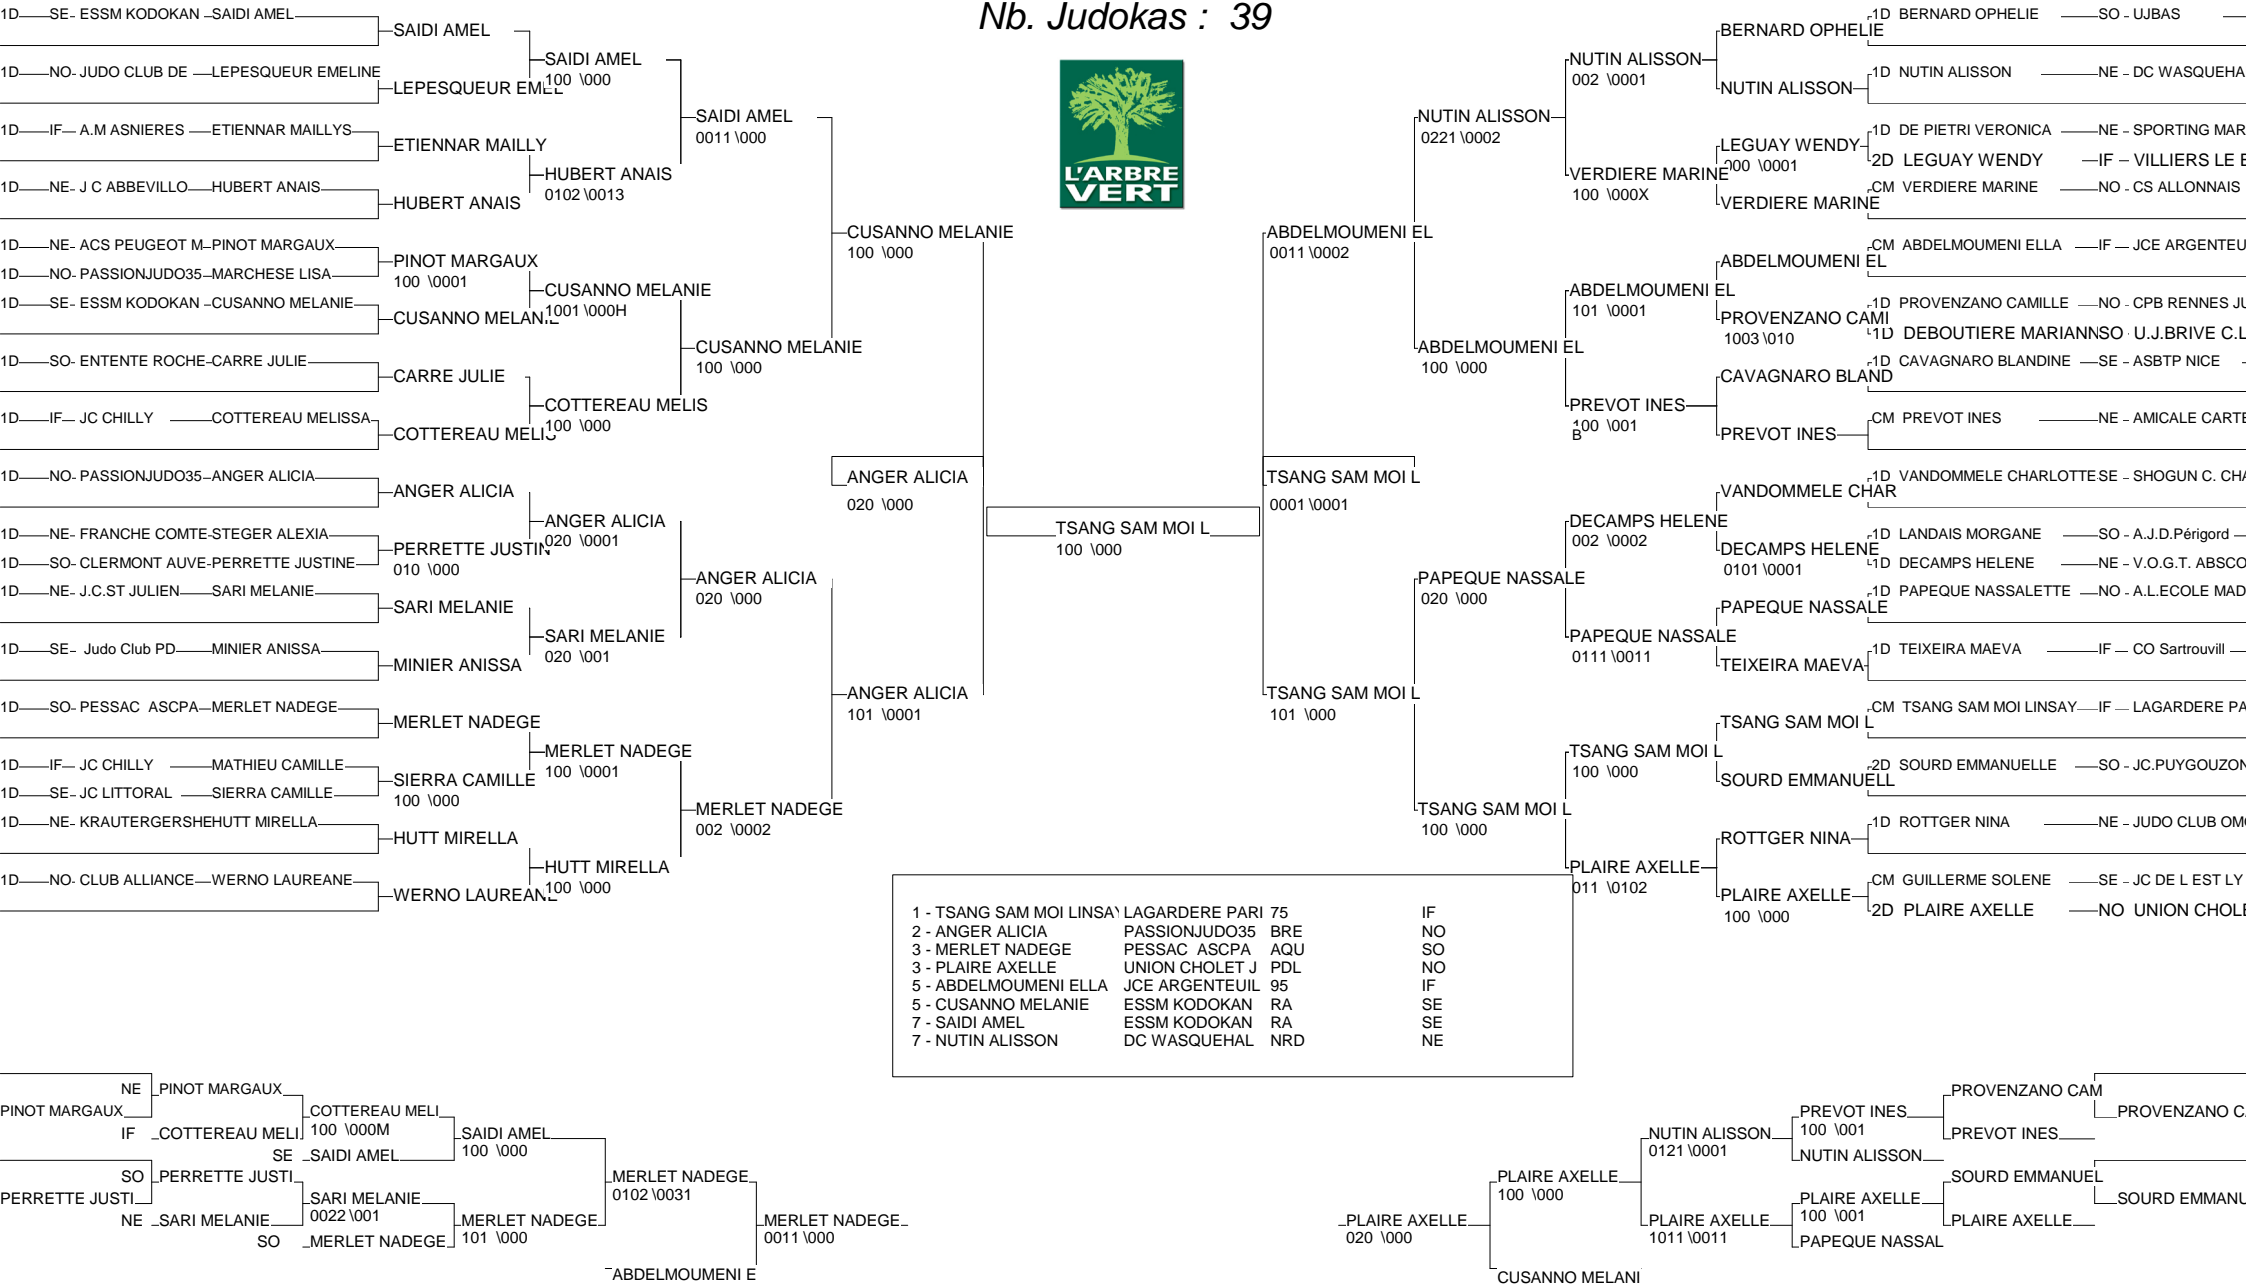 Nb. Judokas : 39
L'ARBRE
VERT
1D SE- ESSM KODOKAN SAIDI AMEL
1D NO- JUDO CLUB DE LEPESQUEUR EMELINE
1D IF A.M ASNIERES ETIENNAR MAILLYS
1D NE- J C ABBEVILLO HUBERT ANAIS
1D NE- ACS PEUGEOT M PINOT MARGAUX
1D NO- PASSIONJUDO35 MARCHESE LISA
1D SE- ESSM KODOKAN CUSANNO MELANIE
1D SO- ENTENTE ROCHE CARRE JULIE
1D IF JC CHILLY COTTEREAU MELISSA
1D NO- PASSIONJUDO35 ANGER ALICIA
1D NE- FRANCHE COMTE STEGER ALEXIA
1D SO- CLERMONT AUVE PERRETTE JUSTINE
1D NE- J.C.ST JULIEN SARI MELANIE
1D SE- Judo Club PD MINIER ANISSA
1D SO- PESSAC ASCPA MERLET NADEGE
1D IF JC CHILLY MATHIEU CAMILLE
1D SE- JC LITTORAL SIERRA CAMILLE
1D NE- KRAUTERGERSHE HUTT MIRELLA
1D NO- CLUB ALLIANCE WERNO LAUREANE
SAIDI AMEL
LEPESQUEUR EMEL
ETIENNAR MAILLY
HUBERT ANAIS
PINOT MARGAUX
100 \0001
CUSANNO MELANIE
CARRE JULIE
COTTEREAU MELIS
ANGER ALICIA
PERRETTE JUSTIN
010 \000
SARI MELANIE
MINIER ANISSA
MERLET NADEGE
SIERRA CAMILLE
100 \000
HUTT MIRELLA
WERNO LAUREANE
SAIDI AMEL
100 \000
HUBERT ANAIS
0102 \0013
CUSANNO MELANIE
1001 \000H
COTTEREAU MELIS
100 \000
ANGER ALICIA
020 \0001
SARI MELANIE
020 \001
MERLET NADEGE
100 \0001
HUTT MIRELLA
100 \000
SAIDI AMEL
0011 \000
CUSANNO MELANIE
100 \000
ANGER ALICIA
020 \000
MERLET NADEGE
002 \0002
CUSANNO MELANIE
100 \000
ANGER ALICIA
101 \0001
ANGER ALICIA
020 \000
TSANG SAM MOI L
100 \000
TSANG SAM MOI L
0001 \0001
ABDELMOUMENI EL
0011 \0002
TSANG SAM MOI L
101 \000
NUTIN ALISSON
0221 \0002
ABDELMOUMENI EL
100 \000
PAPEQUE NASSALE
020 \000
TSANG SAM MOI L
100 \000
NUTIN ALISSON
002 \0001
VERDIERE MARINE
100 \000X
ABDELMOUMENI EL
101 \0001
PREVOT INES
100 \001
B
DECAMPS HELENE
002 \0002
PAPEQUE NASSALE
0111 \0011
TSANG SAM MOI L
100 \000
PLAIRE AXELLE
011 \0102
BERNARD OPHELIE
NUTIN ALISSON
LEGUAY WENDY
000 \0001
VERDIERE MARINE
ABDELMOUMENI EL
PROVENZANO CAMI
1003 \010
CAVAGNARO BLAND
PREVOT INES
VANDOMMELE CHAR
DECAMPS HELENE
0101 \0001
PAPEQUE NASSALE
TEIXEIRA MAEVA
TSANG SAM MOI L
SOURD EMMANUELL
ROTTGER NINA
PLAIRE AXELLE
100 \000
1D BERNARD OPHELIE SO - UJBAS
1D NUTIN ALISSON NE - DC WASQUEHA
1D DE PIETRI VERONICA NE - SPORTING MAR
2D LEGUAY WENDY IF - VILLIERS LE
CM VERDIERE MARINE NO - CS ALLONNAIS
CM ABDELMOUMENI ELLA IF - JCE ARGENTEU
1D PROVENZANO CAMILLE NO - CPB RENNES JU
1D DEBOUTIERE MARIANN SO - U.J.BRIVE C.L
1D CAVAGNARO BLANDINE SE - ASBTP NICE
CM PREVOT INES NE - AMICALE CARTE
1D VANDOMMELE CHARLOTTE SE - SHOGUN C. CHA
1D LANDAIS MORGANE SO - A.J.D.Périgord
1D DECAMPS HELENE NE - V.O.G.T. ABSCO
1D PAPEQUE NASSALETTE NO - A.L.ECOLE MAD
1D TEIXEIRA MAEVA IF - CO Sartrouvill
CM TSANG SAM MOI LINSAY IF - LAGARDERE PA
2D SOURD EMMANUELLE SO - JC.PUYGOUZON
1D ROTTGER NINA NE - JUDO CLUB OM
CM GUILLERME SOLENE SE - JC DE L EST LY
2D PLAIRE AXELLE NO UNION CHOLE
1 - TSANG SAM MOI LINSAY LAGARDERE PARI 75 IF
2 - ANGER ALICIA PASSIONJUDO35 BRE NO
3 - MERLET NADEGE PESSAC ASCPA AQU SO
3 - PLAIRE AXELLE UNION CHOLET J PDL NO
5 - ABDELMOUMENI ELLA JCE ARGENTEUIL 95 IF
5 - CUSANNO MELANIE ESSM KODOKAN RA SE
7 - SAIDI AMEL ESSM KODOKAN RA SE
7 - NUTIN ALISSON DC WASQUEHAL NRD NE
NE PINOT MARGAUX
PINOT MARGAUX
IF COTTEREAU MELI
SE SAIDI AMEL
SO PERRETTE JUSTI
PERRETTE JUSTI
NE SARI MELANIE
SO MERLET NADEGE
COTTEREAU MELI
100 \000M
SARI MELANIE
0022 \001
SAIDI AMEL
100 \000
MERLET NADEGE
101 \000
MERLET NADEGE
0102 \0031
ABDELMOUMENI E
MERLET NADEGE
0011 \000
PLAIRE AXELLE
020 \000
PLAIRE AXELLE
100 \000
CUSANNO MELANI
NUTIN ALISSON
0121 \0001
PLAIRE AXELLE
1011 \0011
PREVOT INES
100 \001
NUTIN ALISSON
PLAIRE AXELLE
100 \001
PAPEQUE NASSAL
PROVENZANO CAM
PREVOT INES
SOURD EMMANUEL
PLAIRE AXELLE
PROVENZANO C
SOURD EMMANU